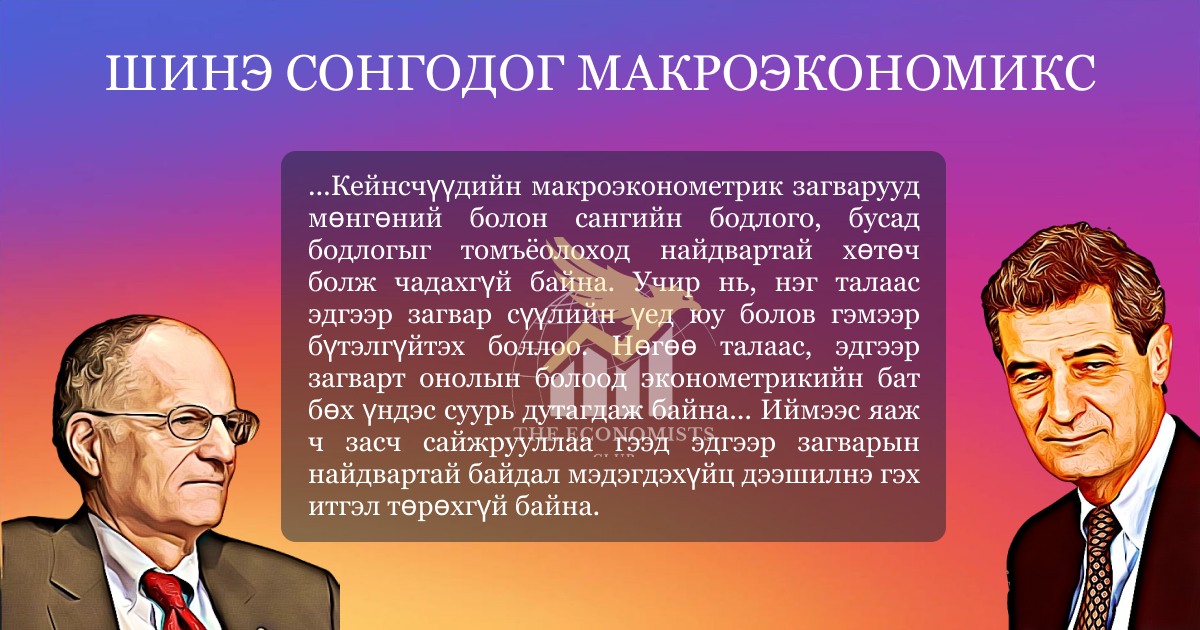 ШИНЭ СОНГОДОГ МАКРОЭКОНОМИКС
...Кейнсчүүдийн макроэконометрик загварууд
мөнгөний болон сангийн бодлого, бусад
бодлогыг томъёолоход найдвартай хөтөч
болж чадахгүй байна. Учир нь, нэг талаас
эдгээр загвар сүүлийн үед юу болов гэмээр
бүтэлгүйтэх боллоо. Нөгөө талаас, эдгээр
загварт онолын болоод эконометрикийн бат
бөх үндэс суурь дутагдаж байна... Иймээс яаж
ч засч сайжрууллаа гээд эдгээр загварын
найдвартай байдал мэдэгдэхүйц дээшилнэ гэх
итгэл төрөхгүй байна.
THE ECONOMISTS
CLUB